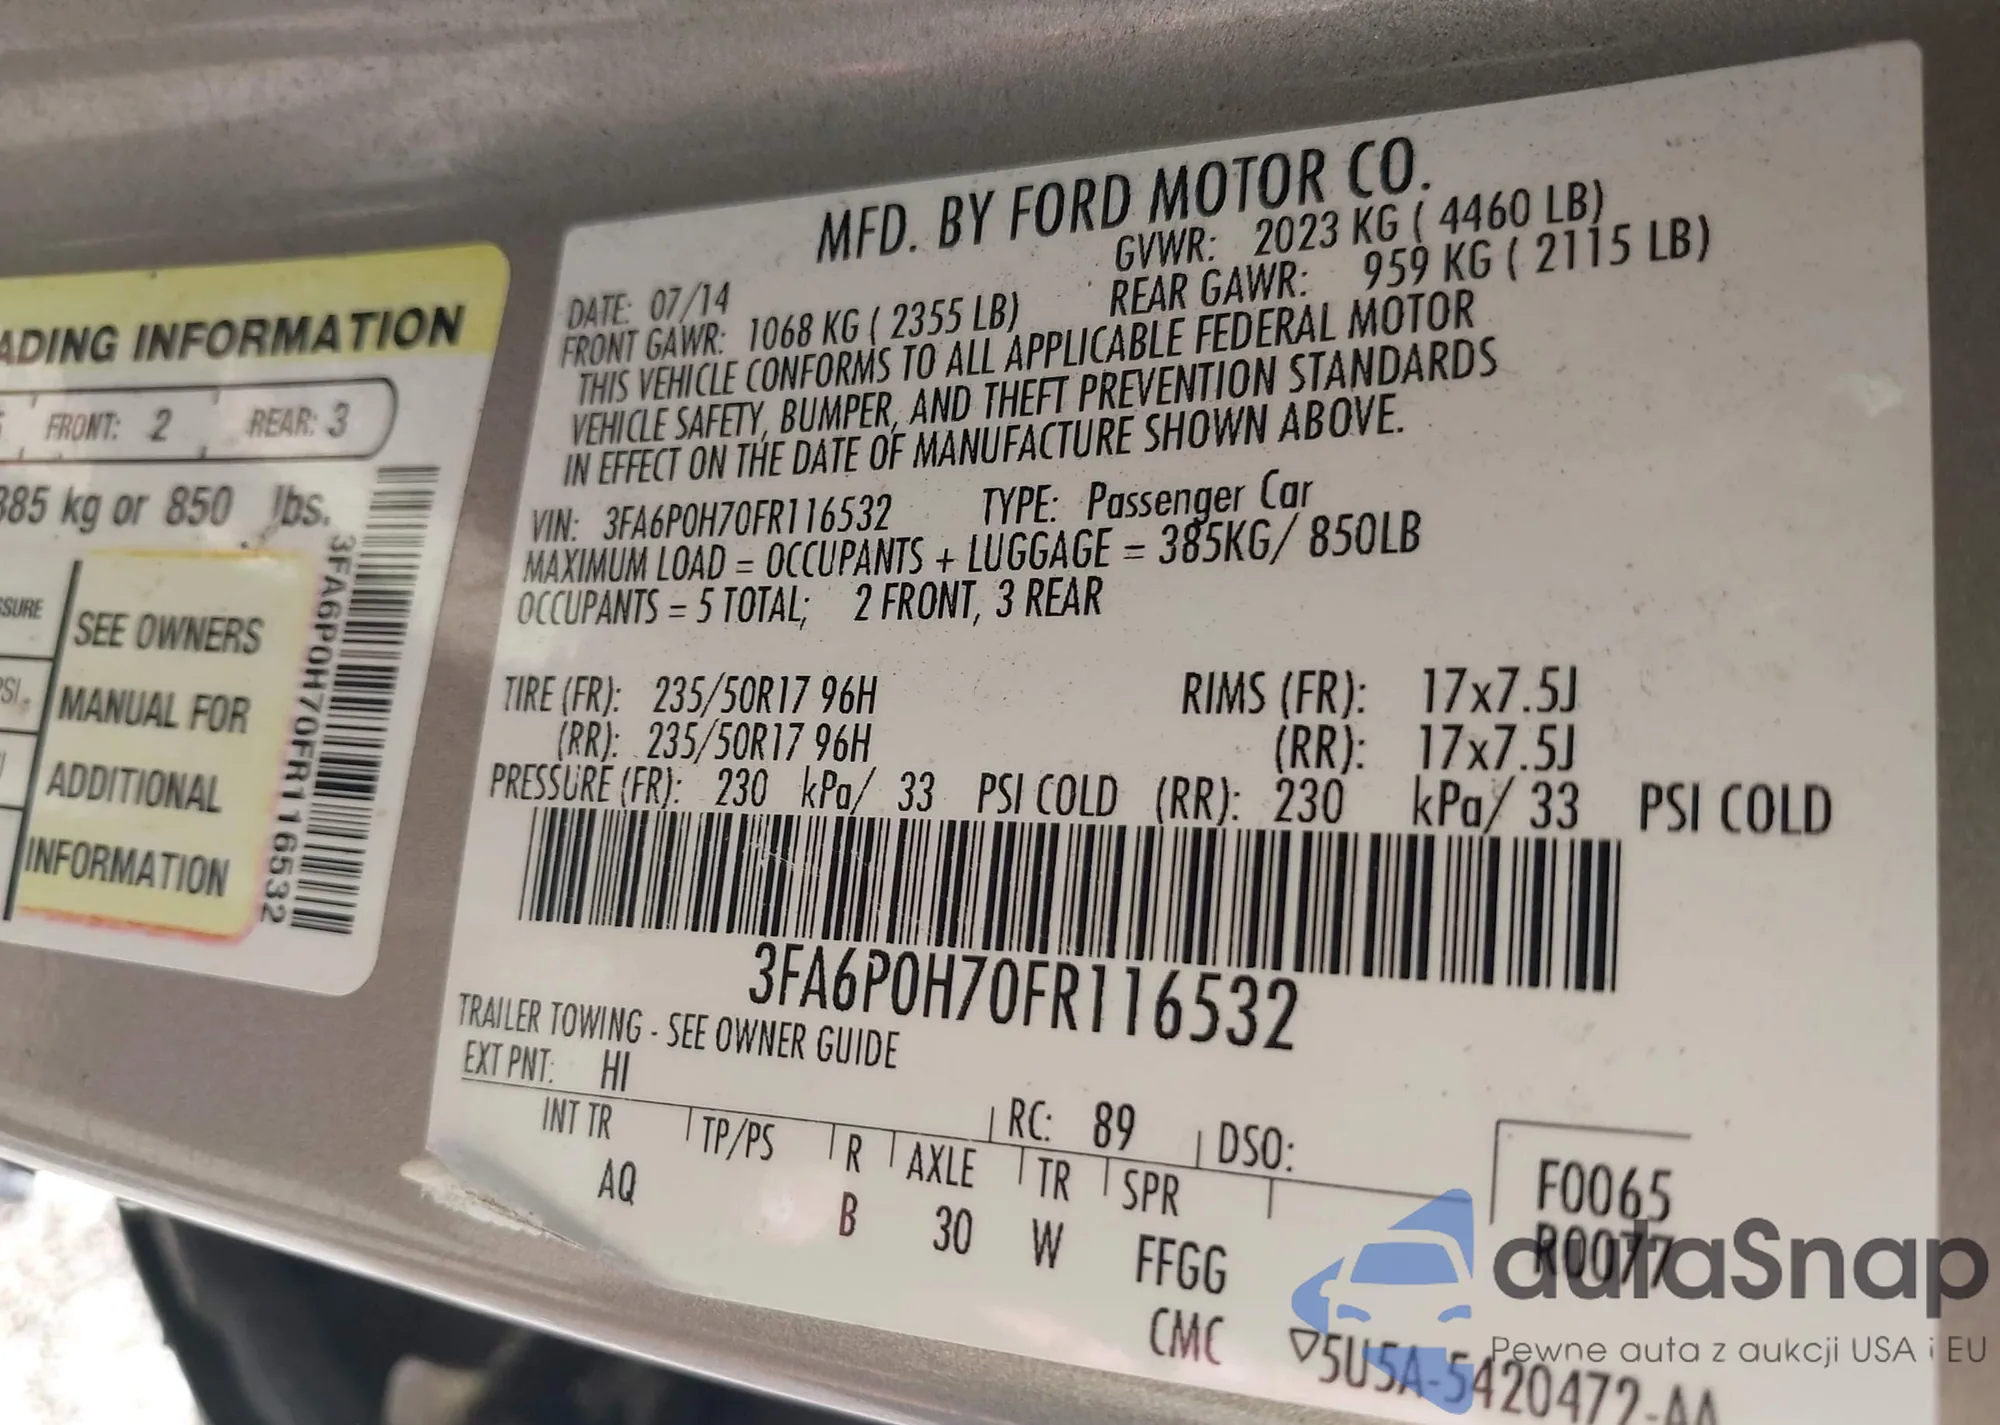 ADING INFORMATION
FRONT: 2 REAR: 3
385 kg or 850 lbs.
3FA6P0H70FR116532
SSURE
PSI,
SEE OWNERS
MANUAL FOR
ADDITIONAL
INFORMATION
MFD. BY FORD MOTOR CO.
DATE: 07/14 GVWR: 2023 KG ( 4460 LB)
FRONT GAWR: 1068 KG ( 2355 LB) REAR GAWR: 959 KG ( 2115 LB)
THIS VEHICLE CONFORMS TO ALL APPLICABLE FEDERAL MOTOR
VEHICLE SAFETY, BUMPER, AND THEFT PREVENTION STANDARDS
IN EFFECT ON THE DATE OF MANUFACTURE SHOWN ABOVE.
VIN: 3FA6P0H70FR116532 TYPE: Passenger Car
MAXIMUM LOAD = OCCUPANTS + LUGGAGE = 385KG/ 850LB
OCCUPANTS = 5 TOTAL; 2 FRONT, 3 REAR
TIRE (FR): 235/50R17 96H RIMS (FR): 17x7.5J
(RR): 235/50R17 96H (RR): 17x7.5J
PRESSURE (FR): 230 kPa/ 33 PSI COLD (RR): 230 kPa/ 33 PSI COLD
3FA6P0H70FR116532
TRAILER TOWING - SEE OWNER GUIDE
EXT PNT: HI RC: 89 DSO:
INT TR TP/PS R AXLE TR SPR
AQ B 30 W FFGG
CMC
F0065
R0077
▽5U5A-5420472-AA
autaSnap
Pewne auta z aukcji USA i EU